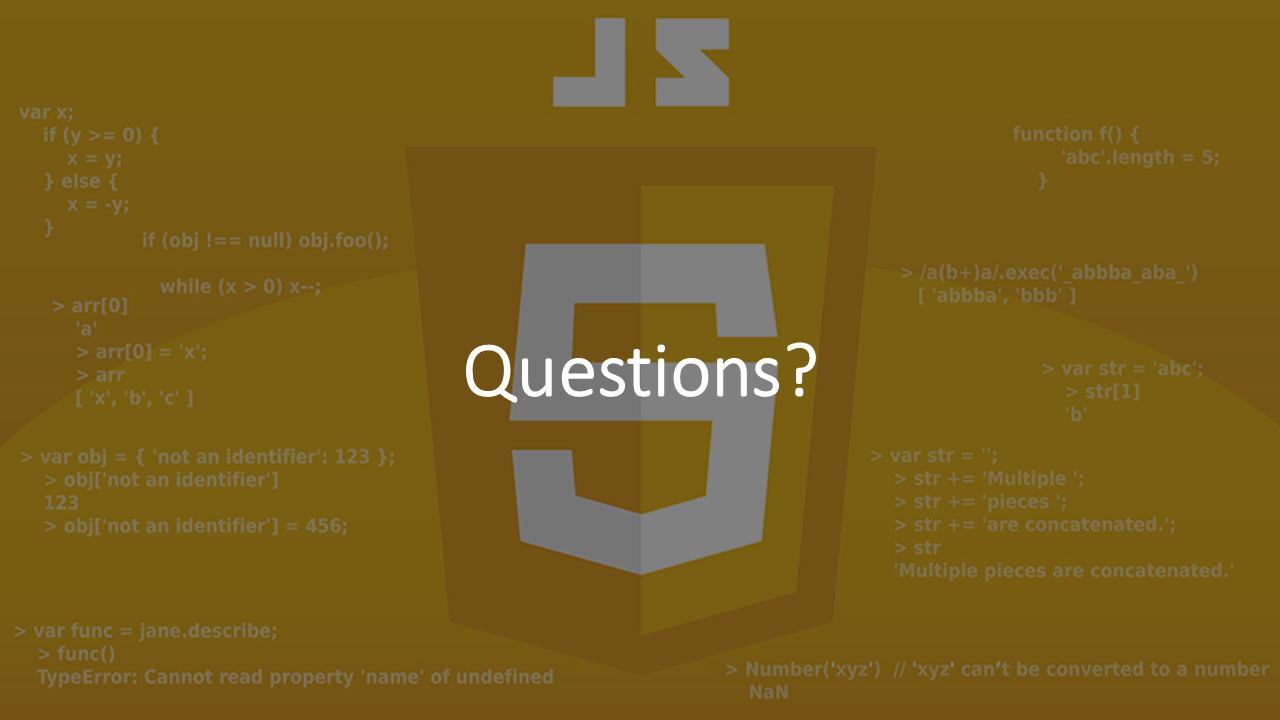 JS
var x;
if (y >= 0) {
x = y;
} else {
x = -y;
}
if (obj !== null) obj.foo();
while (x > 0) x--;
> arr[0]
'a'
> arr[0] = 'x';
> arr
[ 'x', 'b', 'c' ]
> var obj = { 'not an identifier': 123 };
> obj['not an identifier']
123
> obj['not an identifier'] = 456;
> var func = jane.describe;
> func()
TypeError: Cannot read property 'name' of undefined
5
Questions?
function f() {
'abc'.length = 5;
}
> /a(b+)a/.exec('_abbba_aba_')
[ 'abbba', 'bbb' ]
> var str = 'abc';
> str[1]
'b'
> var str = '';
> str += 'Multiple ';
> str += 'pieces ';
> str += 'are concatenated.';
> str
'Multiple pieces are concatenated.'
> Number('xyz')  // 'xyz' can’t be converted to a number
NaN